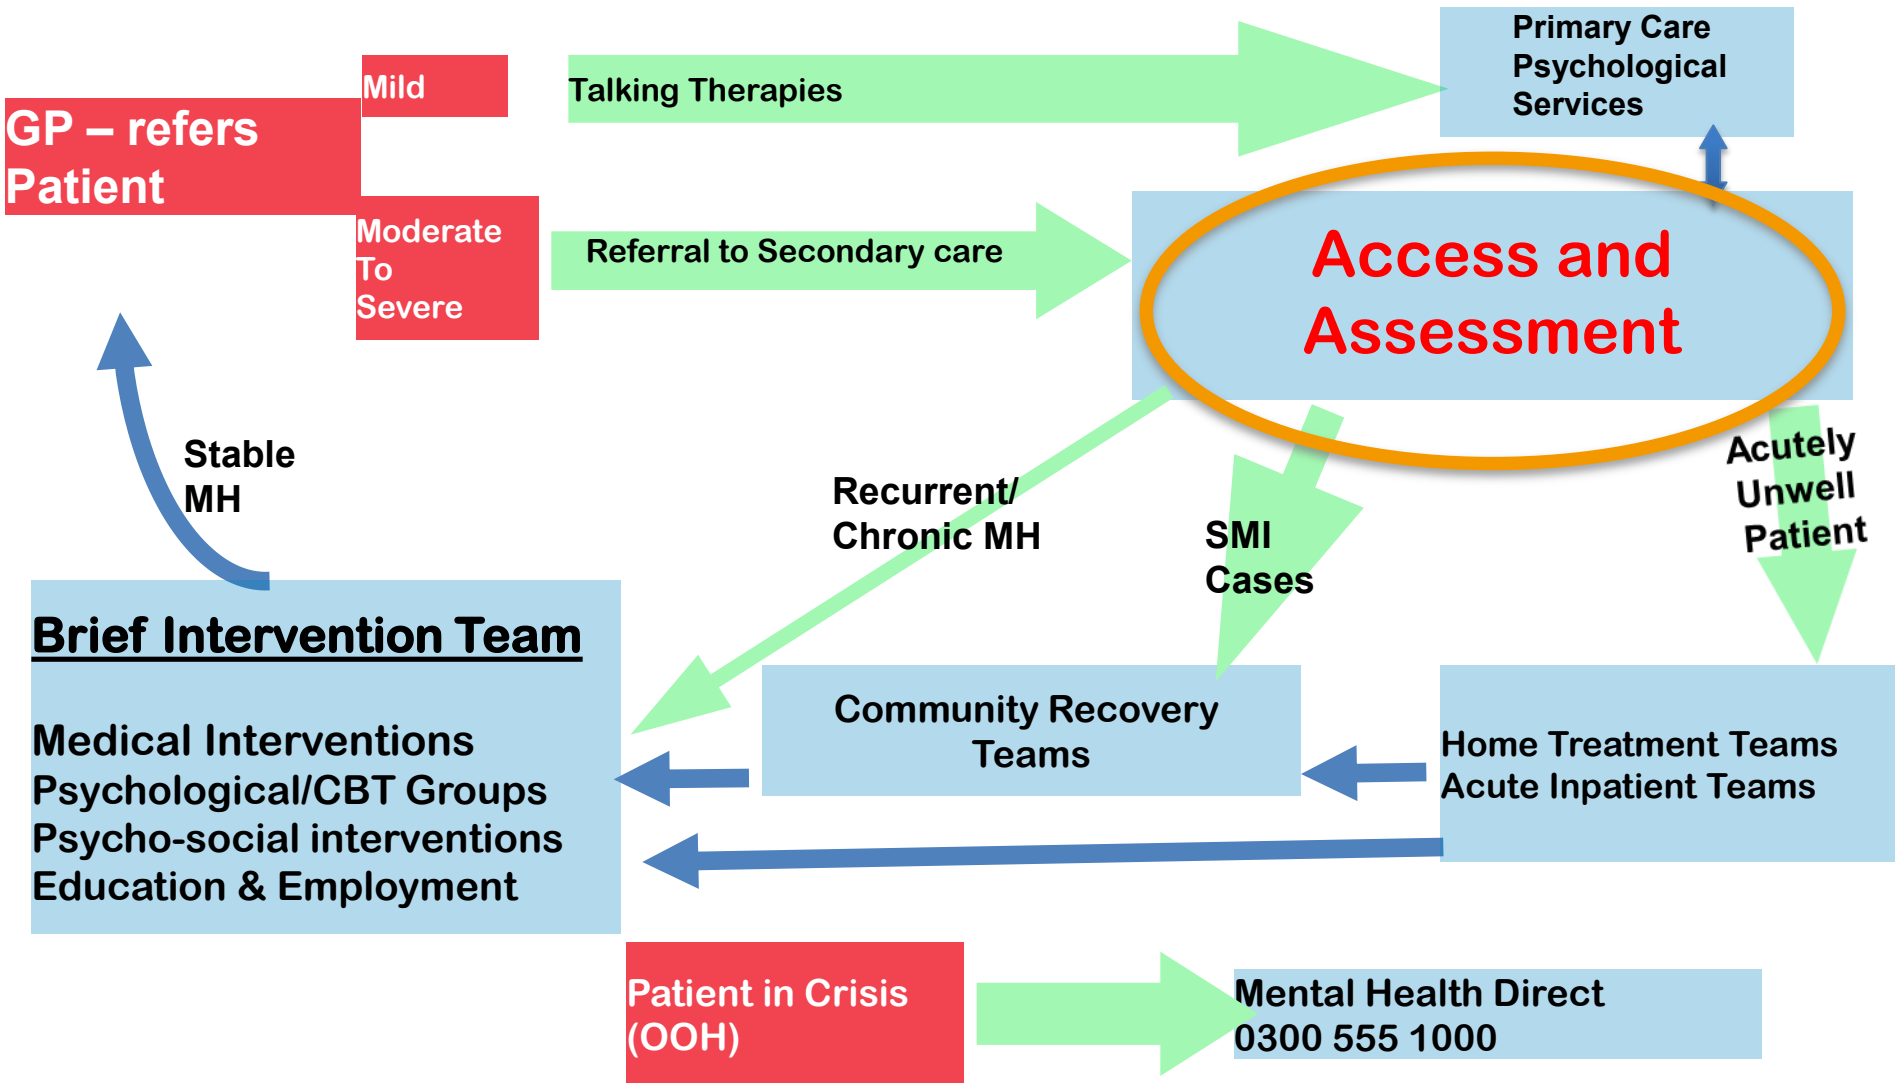 Mild
GP – refers
Patient
Talking Therapies
Primary Care
Psychological
Services
Moderate
To
Severe
Referral to Secondary care
Access and
Assessment
Stable
MH
Recurrent/
Chronic MH
SMI
Cases
Acutely
Unwell
Patient
Brief Intervention Team
Medical Interventions
Psychological/CBT Groups
Psycho-social interventions
Education & Employment
Community Recovery
Teams
Home Treatment Teams
Acute Inpatient Teams
Patient in Crisis
(OOH)
Mental Health Direct
0300 555 1000